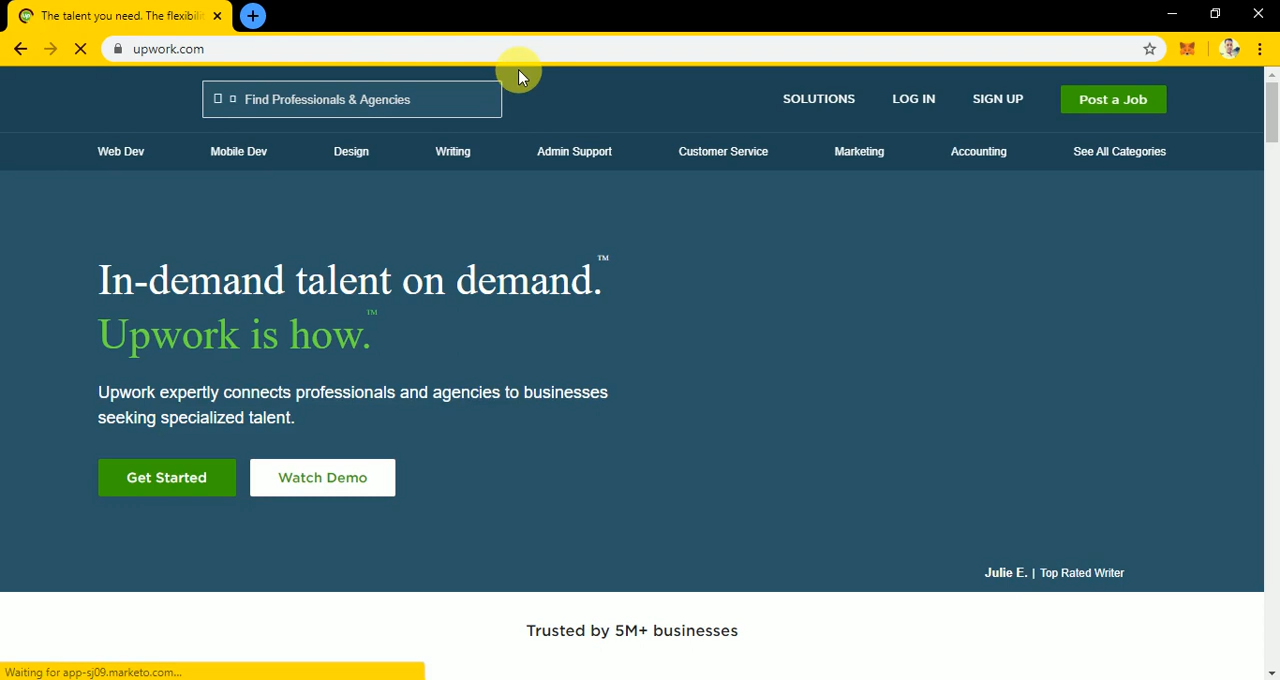 The talent you need. The flexibili
upwork.com
Find Professionals & Agencies
SOLUTIONS
LOG IN
SIGN UP
Post a Job
Web Dev
Mobile Dev
Design
Writing
Admin Support
Customer Service
Marketing
Accounting
See All Categories
In-demand talent on demand.™
Upwork is how.™
Upwork expertly connects professionals and agencies to businesses
seeking specialized talent.
Get Started
Watch Demo
Julie E. | Top Rated Writer
Trusted by 5M+ businesses
Waiting for app-sj09.marketo.com...